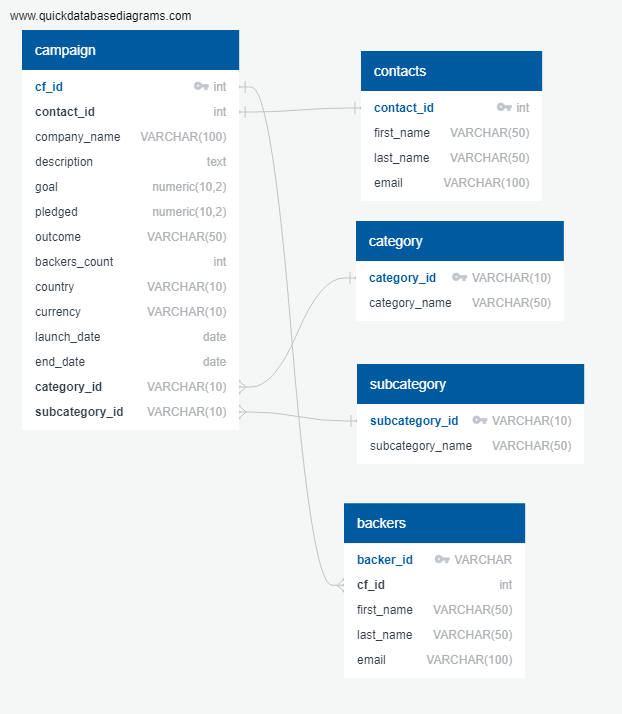 www.quickdatabasediagrams.com
campaign
cf_id int
contact_id int
company_name VARCHAR(100)
description text
goal numeric(10,2)
pledged numeric(10,2)
outcome VARCHAR(50)
backers_count int
country VARCHAR(10)
currency VARCHAR(10)
launch_date date
end_date date
category_id VARCHAR(10)
subcategory_id VARCHAR(10)
contacts
contact_id int
first_name VARCHAR(50)
last_name VARCHAR(50)
email VARCHAR(100)
category
category_id VARCHAR(10)
category_name VARCHAR(50)
subcategory
subcategory_id VARCHAR(10)
subcategory_name VARCHAR(50)
backers
backer_id VARCHAR
cf_id int
first_name VARCHAR(50)
last_name VARCHAR(50)
email VARCHAR(100)